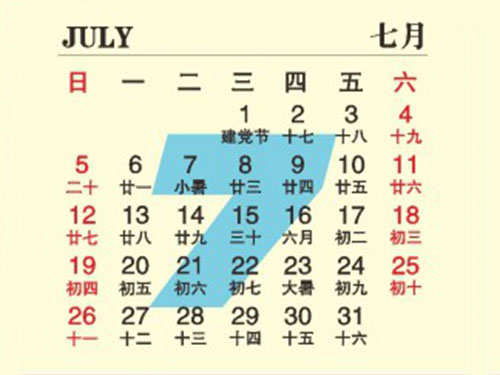 JULY 七月
日 一 二 三 四 五 六
1 2 3 4
建党节 十七 十八 十九
5 6 7 8 9 10 11
二十 廿一 小暑 廿三 廿四 廿五 廿六
12 13 14 15 16 17 18
廿七 廿八 廿九 三十 六月 初二 初三
19 20 21 22 23 24 25
初四 初五 初六 初七 大暑 初九 初十
26 27 28 29 30 31
十一 十二 十三 十四 十五 十六
7